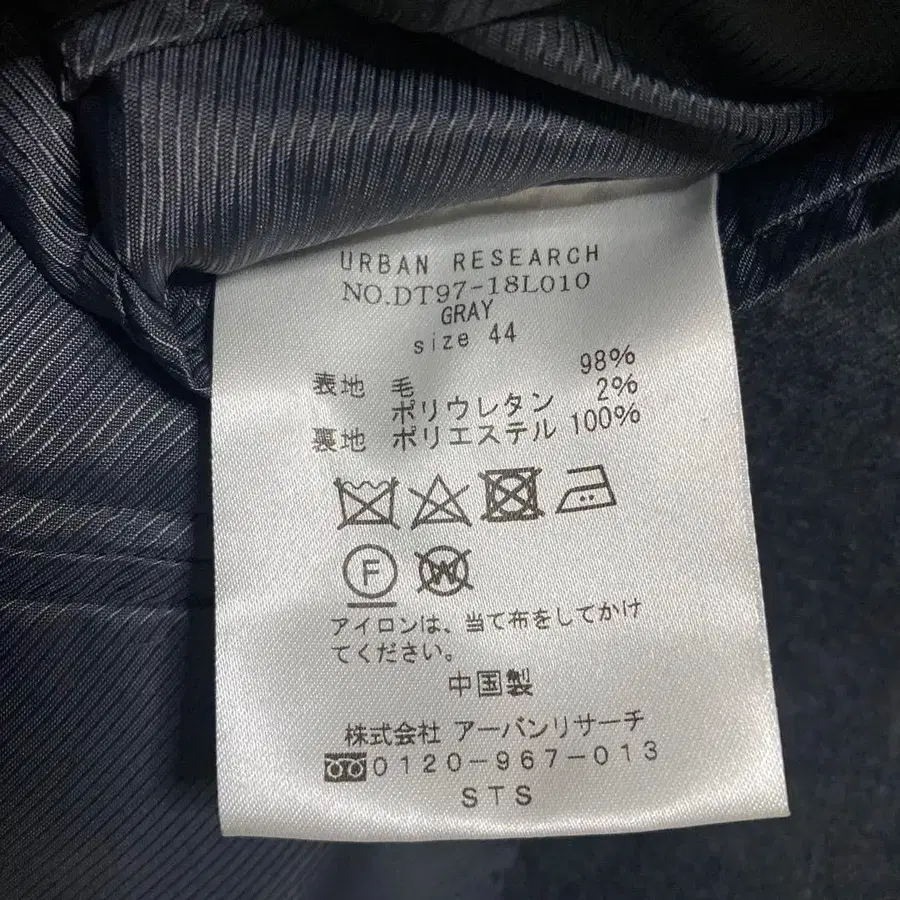 URBAN RESEARCH
NO.DT97-18L010
GRAY
size 44
表地 毛 98%
ポリウレタン 2%
裏地 ポリエステル 100%
F W
アイロンは、当て布をしてかけ
てください。
中国製
株式会社 アーバンリサーチ
0120-967-013
STS